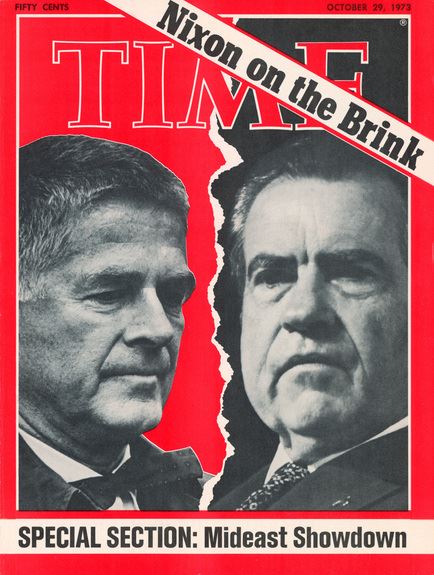 FIFTY CENTS
OCTOBER 29, 1973
®
TIME
Nixon on the Brink
SPECIAL SECTION: Mideast Showdown